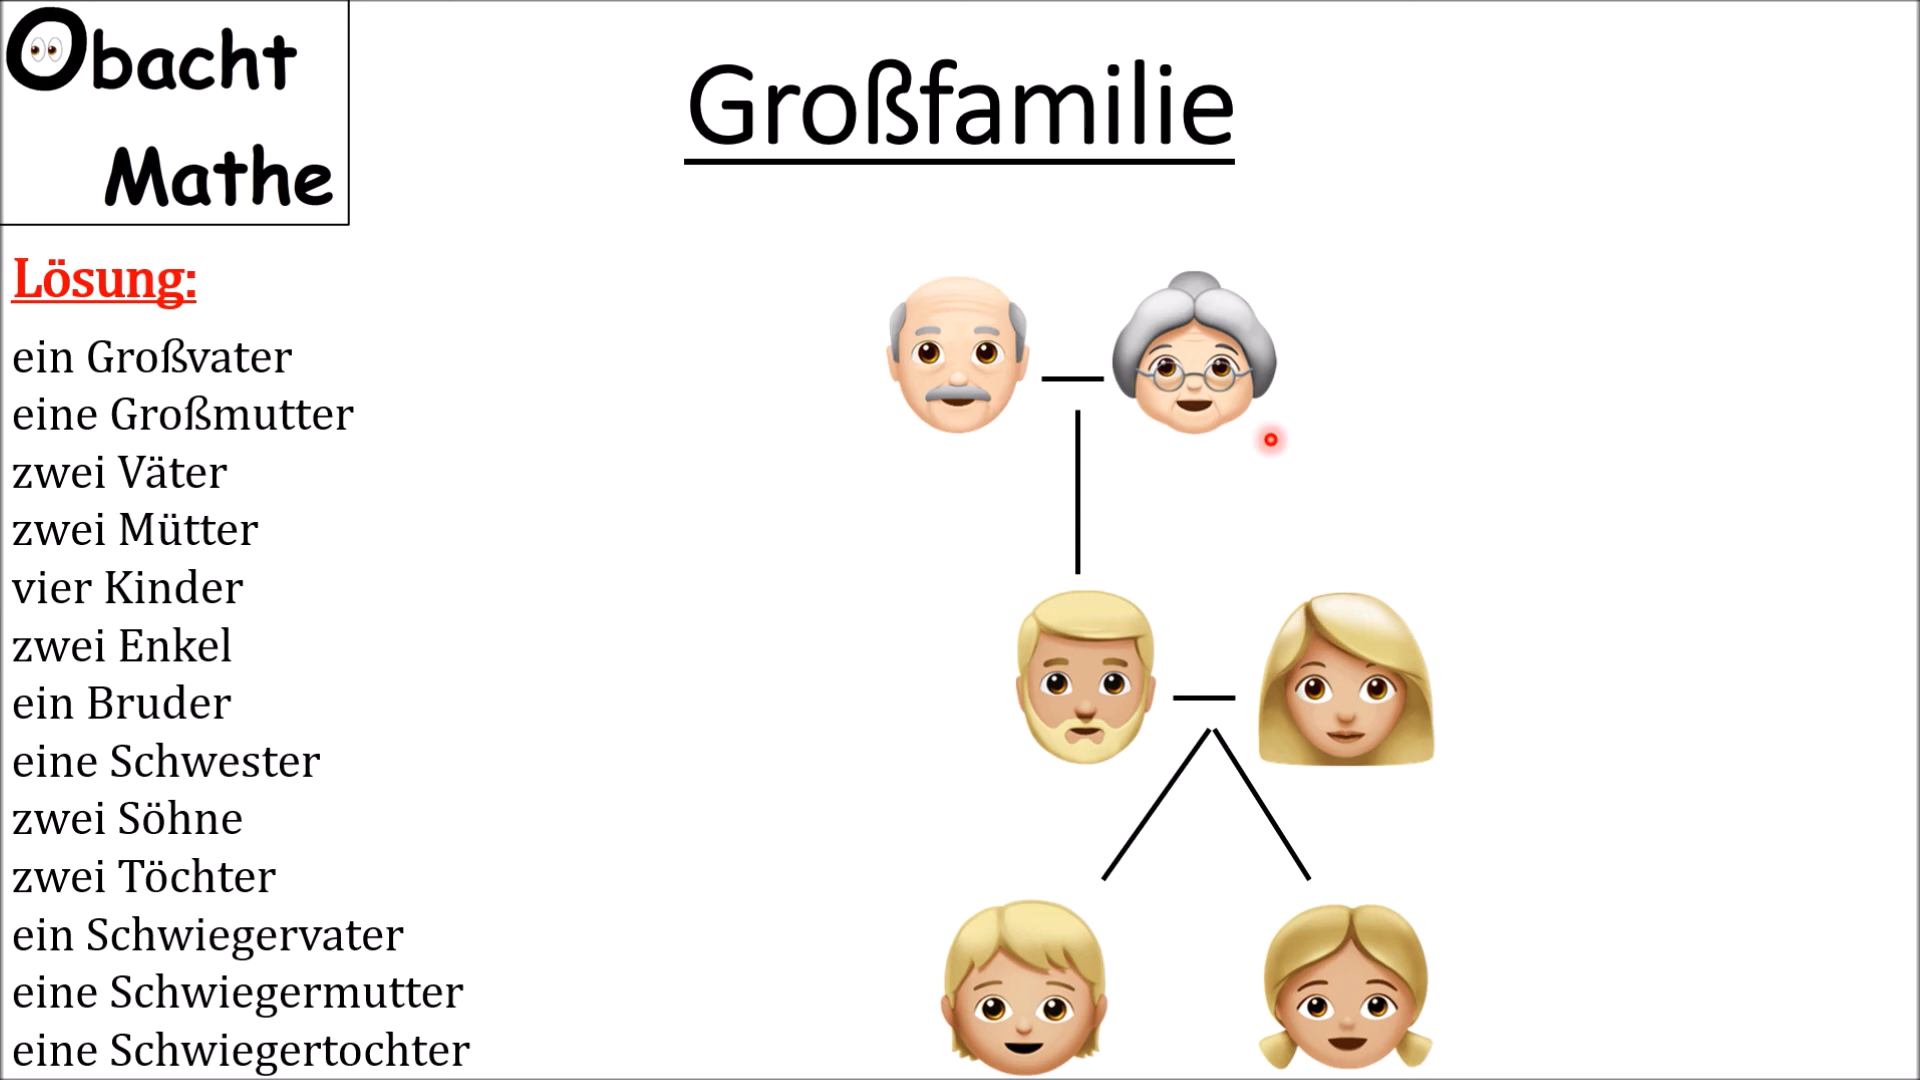 Obacht
Mathe
Großfamilie
Lösung:
ein Großvater
eine Großmutter
zwei Väter
zwei Mütter
vier Kinder
zwei Enkel
ein Bruder
eine Schwester
zwei Söhne
zwei Töchter
ein Schwiegervater
eine Schwiegermutter
eine Schwiegertochter